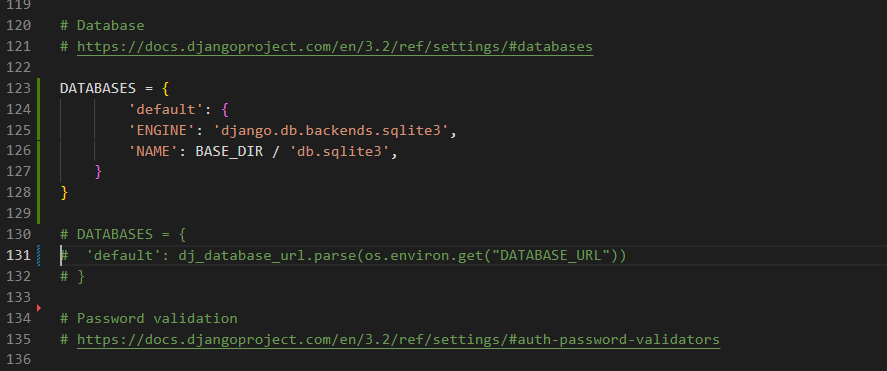 119
120 # Database
121 # https://docs.djangoproject.com/en/3.2/ref/settings/#databases
122
123 DATABASES = {
124 'default': {
125 'ENGINE': 'django.db.backends.sqlite3',
126 'NAME': BASE_DIR / 'db.sqlite3',
127 }
128 }
129
130 # DATABASES = {
131 # 'default': dj_database_url.parse(os.environ.get("DATABASE_URL"))
132 # }
133
134 # Password validation
135 # https://docs.djangoproject.com/en/3.2/ref/settings/#auth-password-validators
136